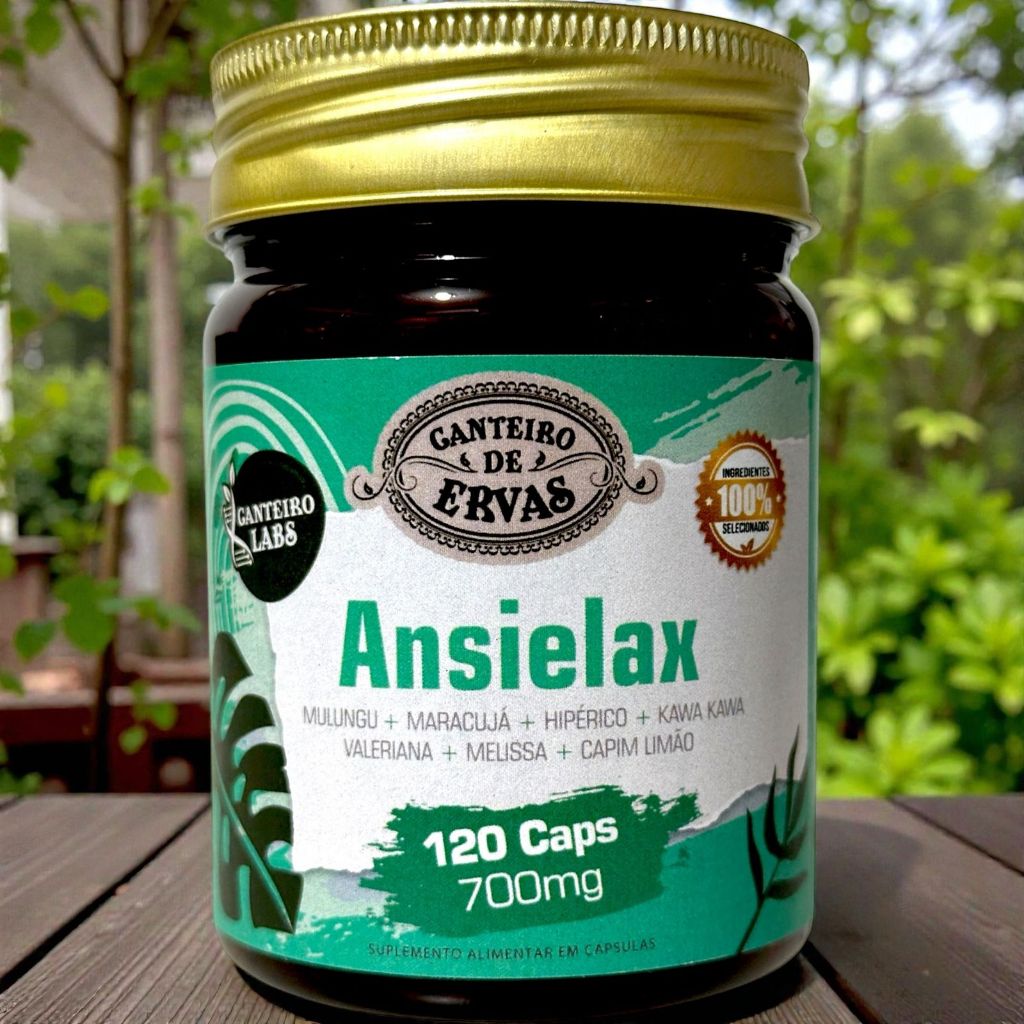 CANTEIRO
DE
ERVAS
CANTEIRO
LABS
INGREDIENTES
100%
SELECIONADOS
Ansielax
MULUNGU + MARACUJÁ + HIPÉRICO + KAWA KAWA
VALERIANA + MELISSA + CAPIM LIMÃO
120 Caps
700mg
SUPLEMENTO ALIMENTAR EM CAPSULAS